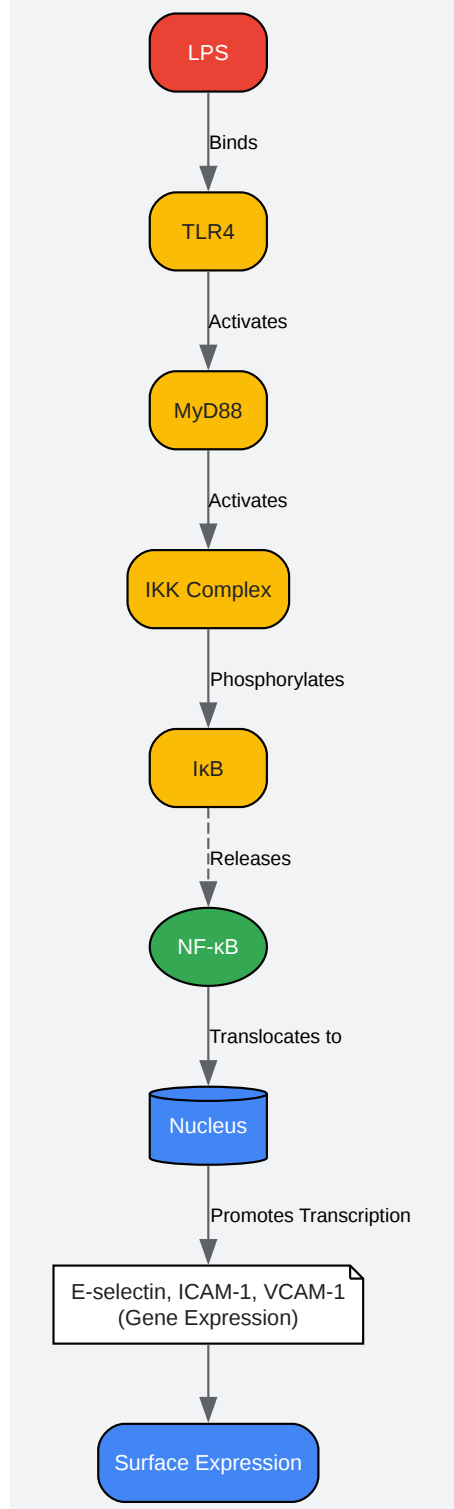 LPS
Binds
TLR4
Activates
MyD88
Activates
IKK Complex
Phosphorylates
IκB
Releases
NF-κB
Translocates to
Nucleus
Promotes Transcription
E-selectin, ICAM-1, VCAM-1
(Gene Expression)
Surface Expression